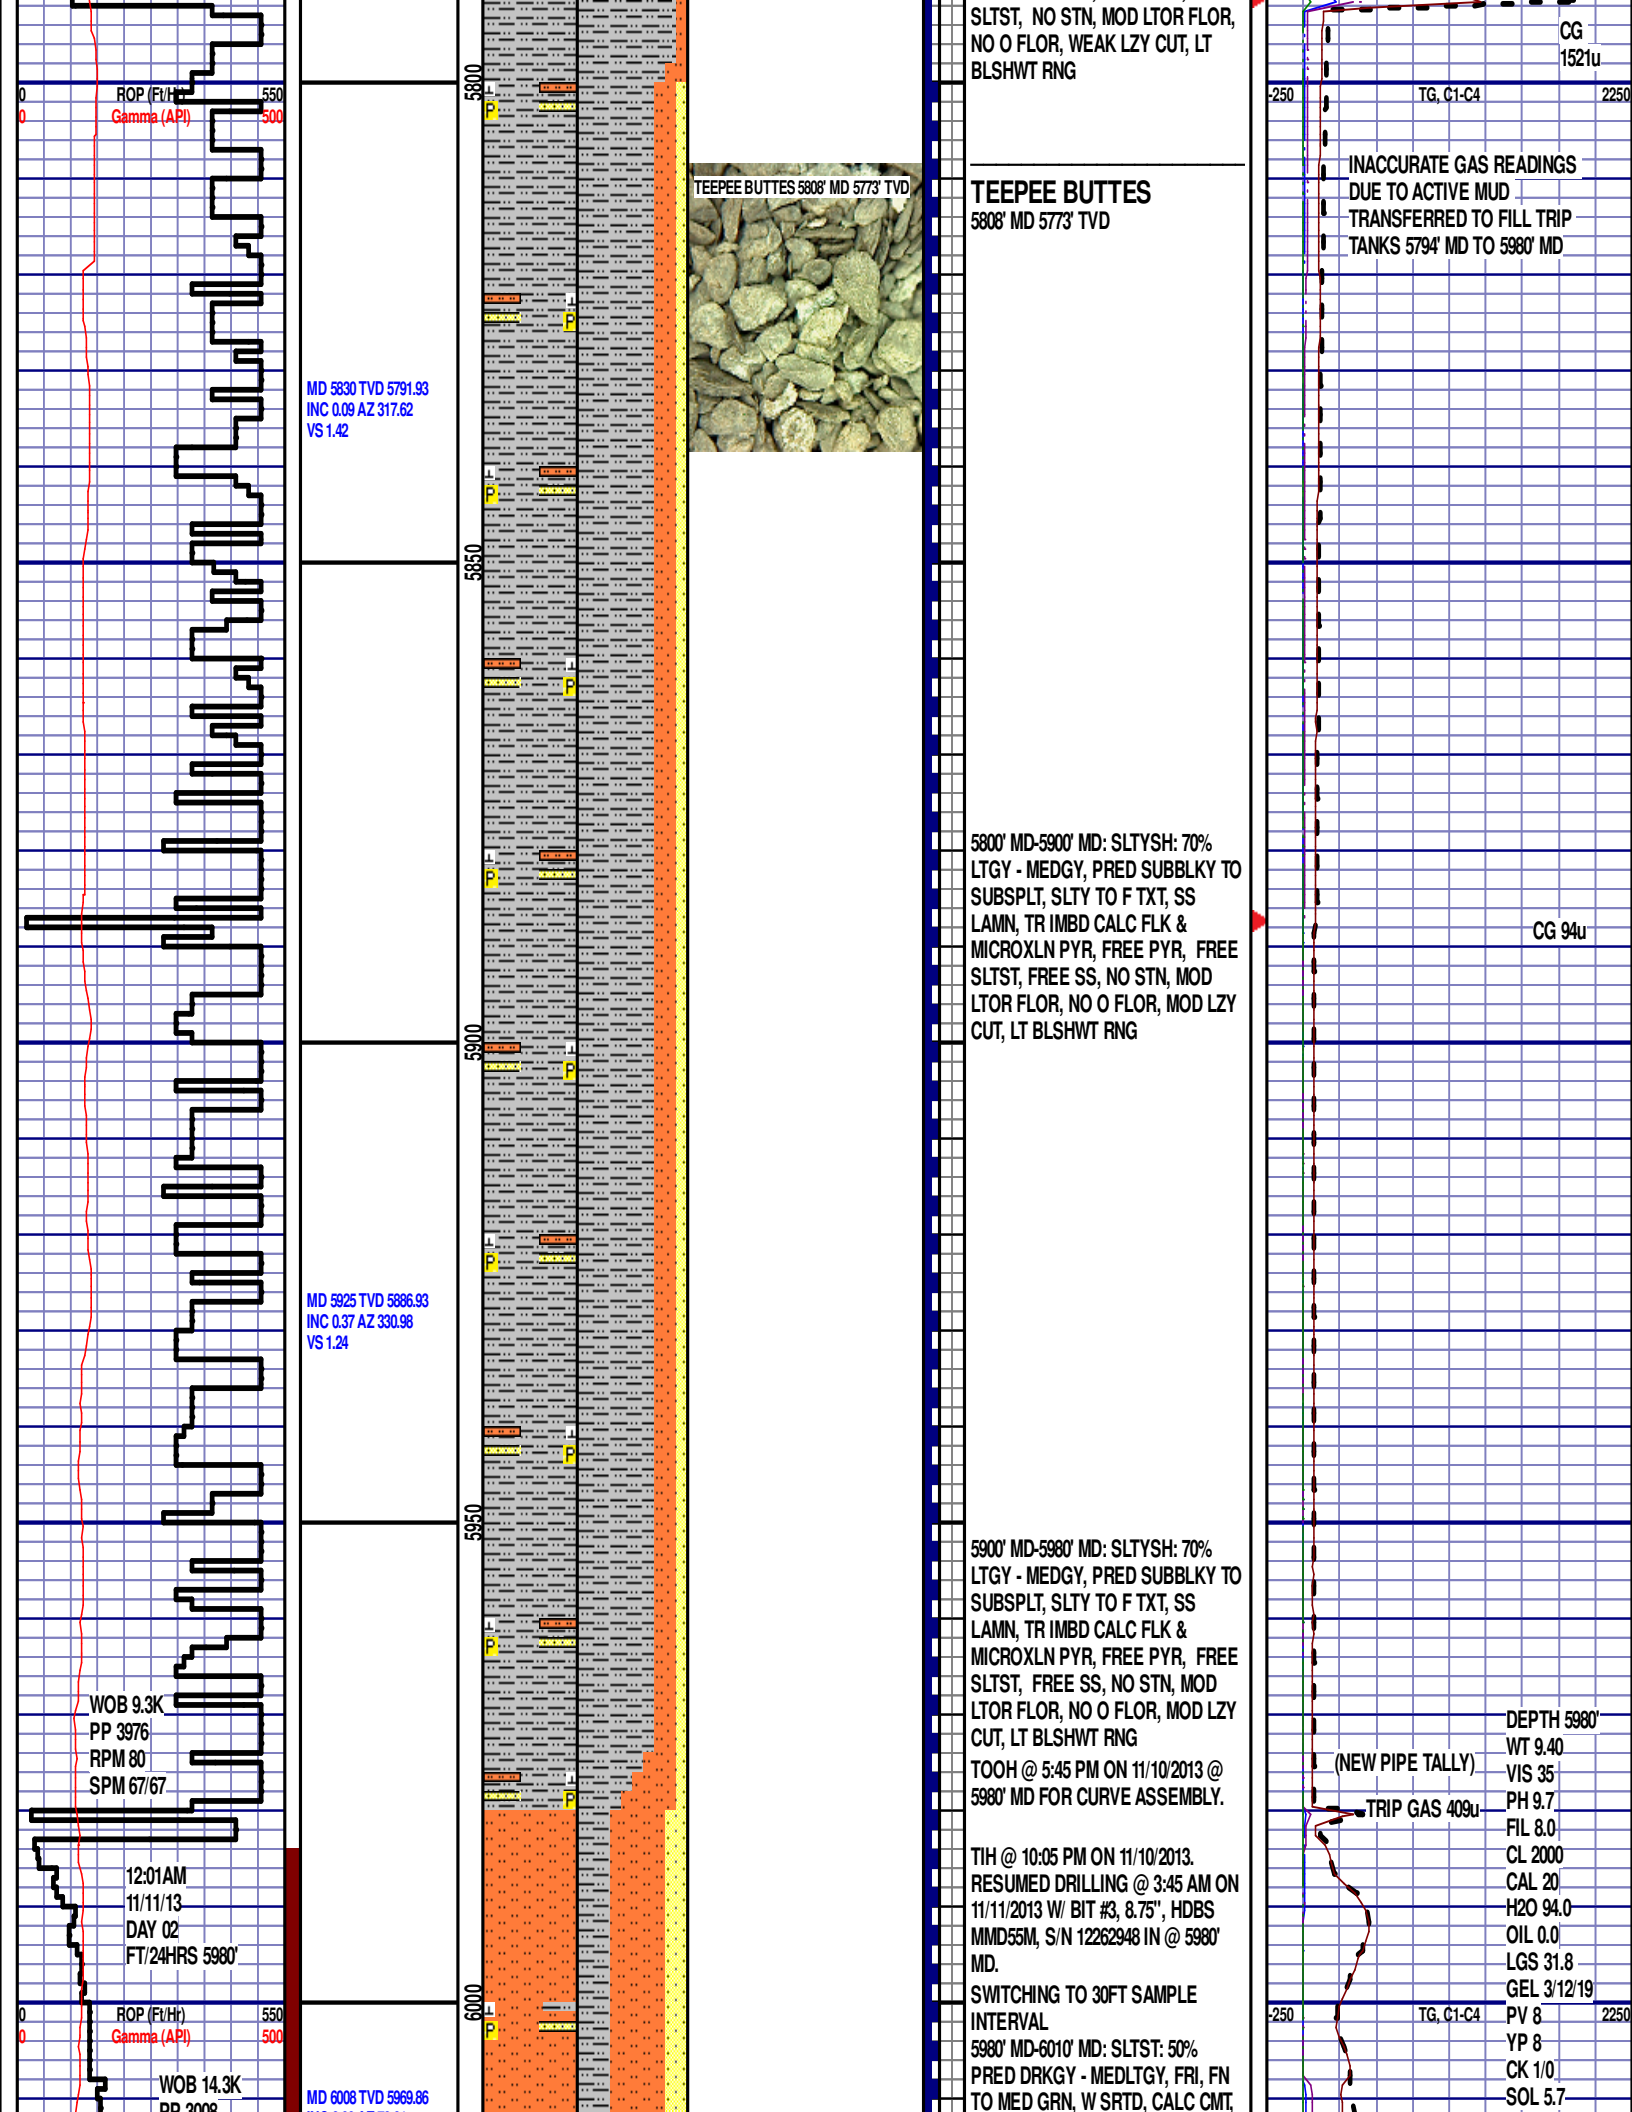 SLTST, NO STN, MOD LTOR FLOR,
NO O FLOR, WEAK LZY CUT, LT
BLSHWT RNG
CG
1521u
0 ROP (Ft/Hr) 550
0 Gamma (API) 500
5800
-250 TG, C1-C4 2250
INACCURATE GAS READINGS
DUE TO ACTIVE MUD
TRANSFERRED TO FILL TRIP
TANKS 5794' MD TO 5980' MD
TEEPEE BUTTES 5808' MD 5773' TVD
TEEPEE BUTTES
5808' MD 5773' TVD
MD 5830 TVD 5791.93
INC 0.09 AZ 317.62
VS 1.42
5850
5800' MD-5900' MD: SLTYSH: 70%
LTGY - MEDGY, PRED SUBBLKY TO
SUBSPLT, SLTY TO F TXT, SS
LAMN, TR IMBD CALC FLK &
MICROXLN PYR, FREE PYR, FREE
SLTST, FREE SS, NO STN, MOD
LTOR FLOR, NO O FLOR, MOD LZY
CUT, LT BLSHWT RNG
CG 94u
5900
MD 5925 TVD 5886.93
INC 0.37 AZ 330.98
VS 1.24
5950
5900' MD-5980' MD: SLTYSH: 70%
LTGY - MEDGY, PRED SUBBLKY TO
SUBSPLT, SLTY TO F TXT, SS
LAMN, TR IMBD CALC FLK &
MICROXLN PYR, FREE PYR, FREE
SLTST, FREE SS, NO STN, MOD
LTOR FLOR, NO O FLOR, MOD LZY
CUT, LT BLSHWT RNG
TOOH @ 5:45 PM ON 11/10/2013 @
5980' MD FOR CURVE ASSEMBLY.
WOB 9.3K
PP 3976
RPM 80
SPM 67/67
(NEW PIPE TALLY)
TRIP GAS 409u
DEPTH 5980'
WT 9.40
VIS 35
PH 9.7
FIL 8.0
CL 2000
CAL 20
H2O 94.0
OIL 0.0
LGS 31.8
GEL 3/12/19
PV 8
YP 8
CK 1/0
SOL 5.7
12:01AM
11/11/13
DAY 02
FT/24HRS 5980'
TIH @ 10:05 PM ON 11/10/2013.
RESUMED DRILLING @ 3:45 AM ON
11/11/2013 W/ BIT #3, 8.75", HDBS
MMD55M, S/N 12262948 IN @ 5980'
MD.
SWITCHING TO 30FT SAMPLE
INTERVAL
5980' MD-6010' MD: SLTST: 50%
PRED DRKGY - MEDLTGY, FRI, FN
TO MED GRN, W SRTD, CALC CMT,
6000
0 ROP (Ft/Hr) 550
0 Gamma (API) 500
-250 TG, C1-C4 2250
WOB 14.3K
MD 6008 TVD 5969.86